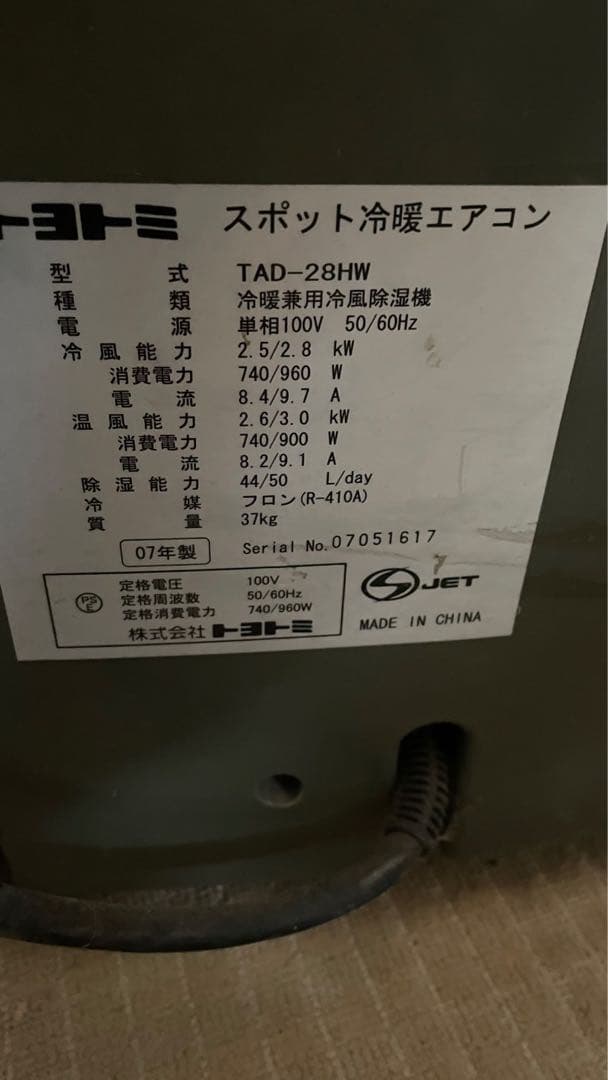 トヨトミ スポット冷暖エアコン
型式 TAD-28HW
種類 冷暖兼用冷風除湿機
電源 単相100V 50/60Hz
冷風能力 2.5/2.8 kW
消費電力 740/960 W
電流 8.4/9.7 A
温風能力 2.6/3.0 kW
消費電力 740/900 W
電流 8.2/9.1 A
除湿能力 44/50 L/day
冷媒 フロン(R-410A)
質量 37kg
07年製 Serial No. 07051617
PSE
定格電圧 100V
定格周波数 50/60Hz
定格消費電力 740/960W
株式会社 トヨトミ
S JET
MADE IN CHINA